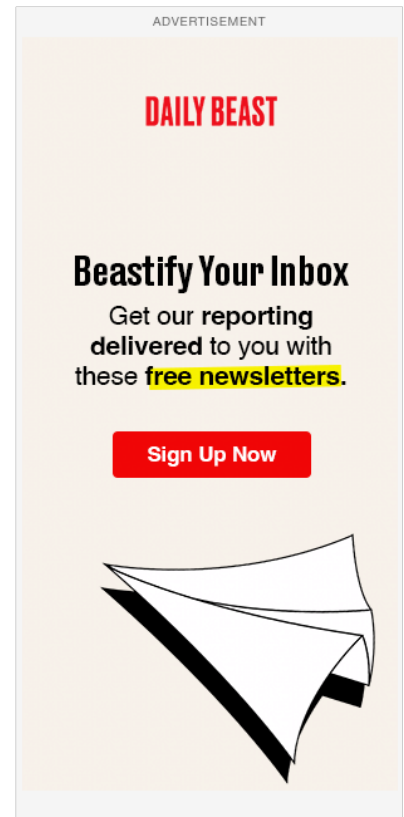 ADVERTISEMENT
DAILY BEAST
Beastify Your Inbox
Get our reporting
delivered to you with
these free newsletters.
Sign Up Now